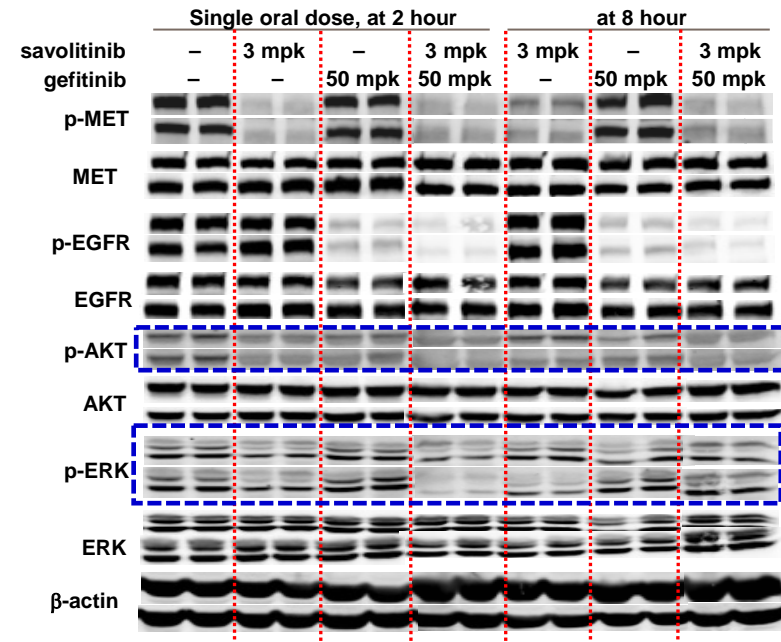 Single oral dose, at 2 hour at 8 hour
savolitinib – 3 mpk – 3 mpk 3 mpk – 3 mpk
gefitinib – – 50 mpk 50 mpk – 50 mpk 50 mpk
p-MET
MET
p-EGFR
EGFR
p-AKT
AKT
p-ERK
ERK
β-actin